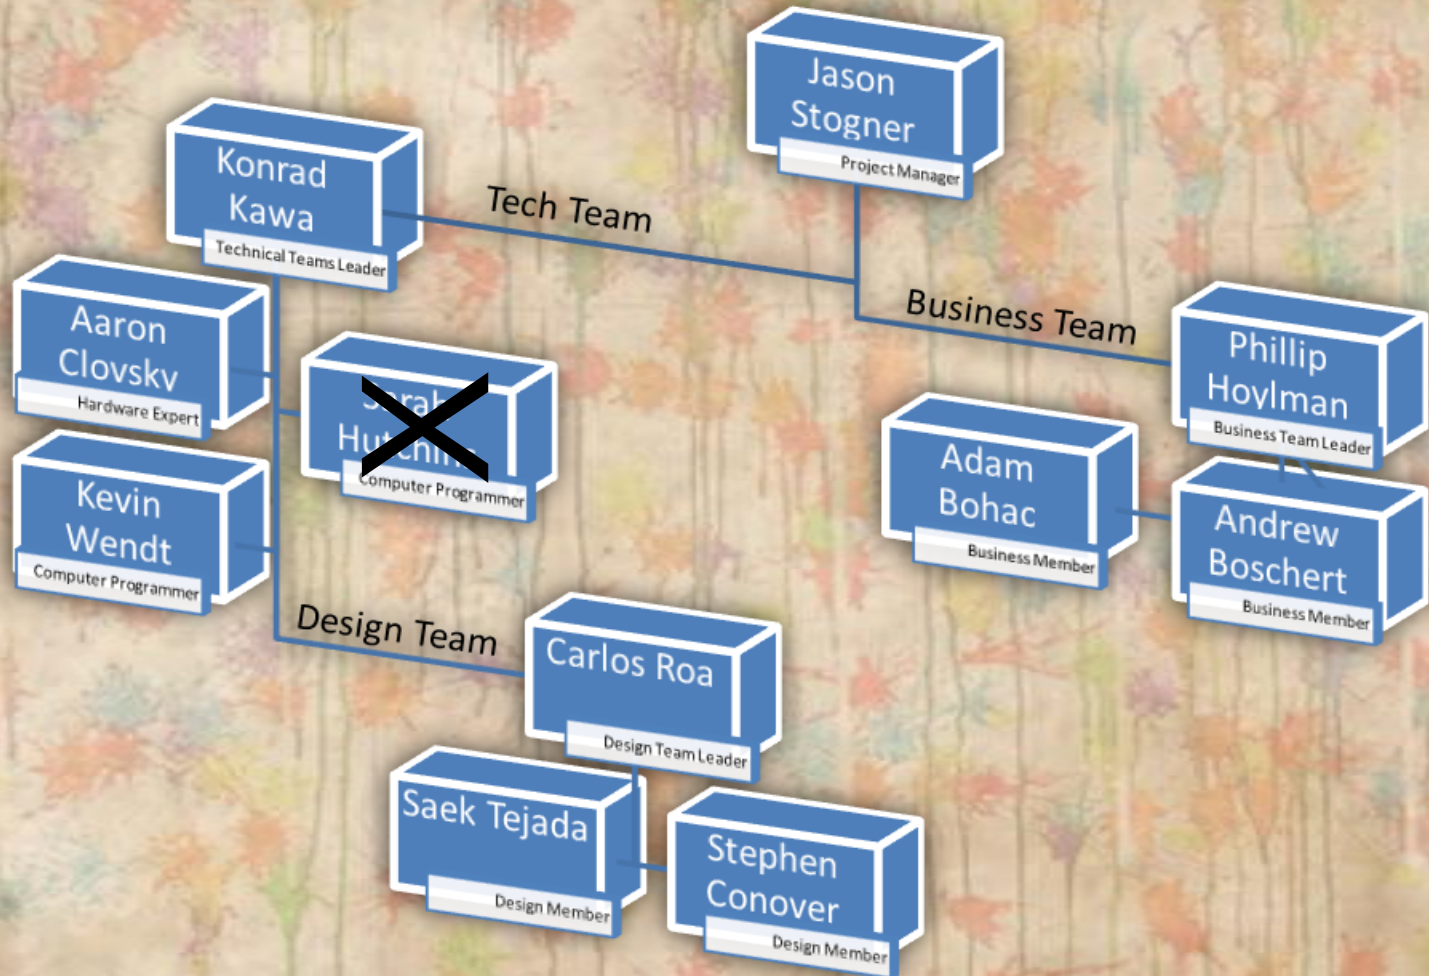 Jason
Stogner
Project Manager
Konrad
Kawa
Technical Teams Leader
Tech Team
Business Team
Aaron
Clovsky
Hardware Expert
Sarah
Computer Programmer
Kevin
Wendt
Computer Programmer
Phillip
Hoylman
Business Team Leader
Adam
Bohac
Business Member
Andrew
Boschert
Business Member
Design Team
Carlos Roa
Design Team Leader
Saek Tejada
Design Member
Stephen
Conover
Design Member